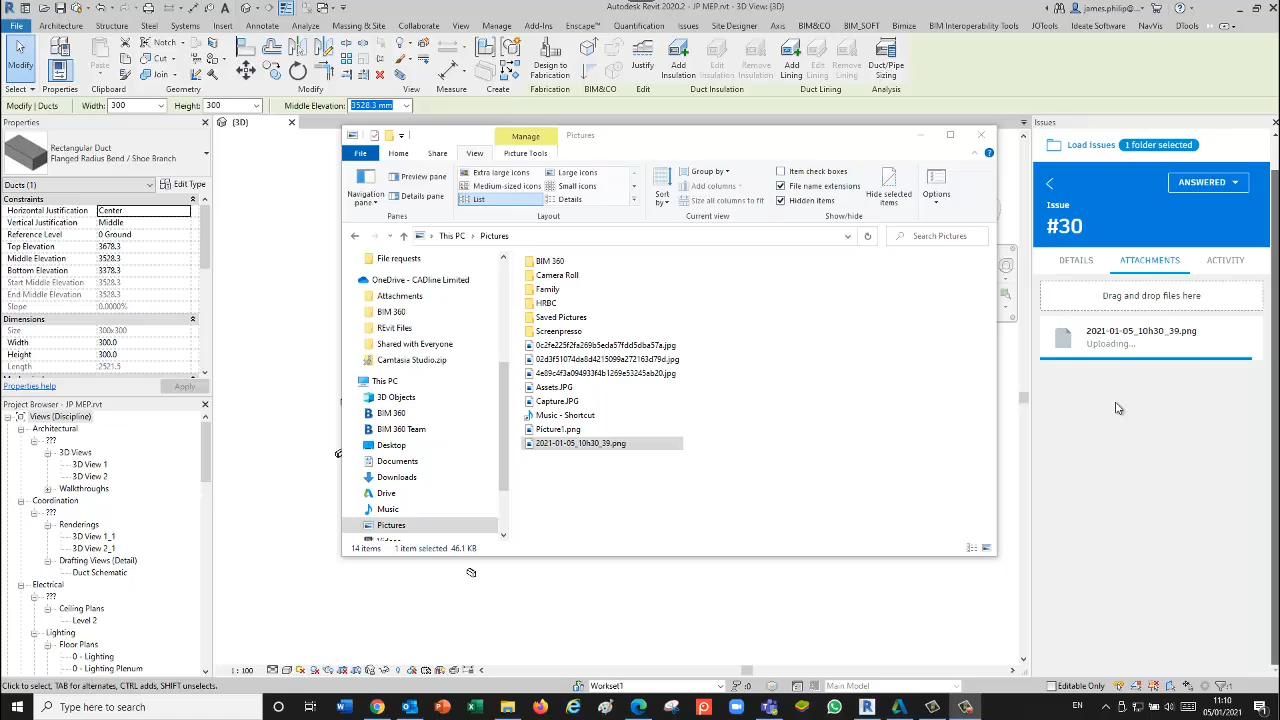 Autodesk Revit 2020.2 - JP MEP.rvt - 3D View: {3D}
james.philip@...
File
Architecture
Structure
Steel
Systems
Insert
Annotate
Analyze
Massing & Site
Collaborate
View
Manage
Add-Ins
Enscape™
Quantification
Issues
Precast
Axiom
BIM&CO
BIM_SOFT
Bimize
BIM Interoperability Tools
JOTools
Ideate Software
NavVis
DTools
Modify
Properties
Paste
Cut
Join
Design to
Fabrication
Justify
Add
Insulation
Edit
Insulation
Remove
Insulation
Add
Lining
Edit
Lining
Remove
Lining
Duct/Pipe
Sizing
Select
Properties
Clipboard
Geometry
Modify
View
Measure
Create
Fabrication
BIM&CO
Edit
Duct Insulation
Duct Lining
Analysis
Modify | Ducts
Width: 300
Height: 300
Middle Elevation: 3528.3 mm
Properties
Rectangular Duct
Flanged Radius Bend / Shoe Branch
Ducts (1)
Edit Type
Constraints
Horizontal Justification Center
Vertical Justification Middle
Reference Level 0 Ground
Top Elevation 3678.3
Middle Elevation 3528.3
Bottom Elevation 3378.3
Start Middle Elevation 3528.3
End Middle Elevation 3528.3
Slope 0.0000%
Dimensions
Size 300x300
Width 300.0
Height 300.0
Length 2521.5
Properties help
Apply
Project Browser - JP MEP.rvt
Views (Discipline)
Architectural
???
3D Views
3D View 1
3D View 2
Walkthroughs
Coordination
???
Renderings
3D View 1_1
3D View 2_1
Drafting Views (Detail)
Duct Schematic
Electrical
???
Ceiling Plans
Level 2
Lighting
Floor Plans
0 - Lighting
0 - Lighting Plenum
{3D}
Manage
Pictures
File
Home
Share
View
Picture Tools
Navigation
pane
Preview pane
Details pane
Panes
Extra large icons
Large icons
Medium-sized icons
Small icons
List
Details
Layout
Sort
by
Group by
Add columns
Size all columns to fit
Current view
Item check boxes
File name extensions
Hidden items
Hide selected
items
Show/hide
Options
This PC
Pictures
Search Pictures
File requests
OneDrive - CADline Limited
Attachments
BIM 360
REvit Files
Shared with Everyone
Camtasia Studio.zip
This PC
3D Objects
BIM 360
BIM 360 Team
Desktop
Documents
Downloads
Drive
Music
Pictures
BIM 360
Camera Roll
Family
HRBC
Saved Pictures
Screenpresso
0c2fe225f2fa269b5eda57fdd5dba57a.jpg
02d3f51074da8d4215099a272163d79d.jpg
4e89c4f3a094933f4b1269e53245ab20.jpg
Assets.JPG
Capture.JPG
Music - Shortcut
Picture1.png
2021-01-05_10h30_39.png
14 items
1 item selected 46.1 KB
Issues
Load Issues
1 folder selected
ANSWERED
Issue
#30
DETAILS
ATTACHMENTS
ACTIVITY
Drag and drop files here
2021-01-05_10h30_39.png
Uploading...
1 : 100
Click to select, TAB for alternates, CTRL adds, SHIFT unselects.
Workset1
:0
Main Model
Editable Only
:1
Type here to search
EN
11:10
05/01/2021